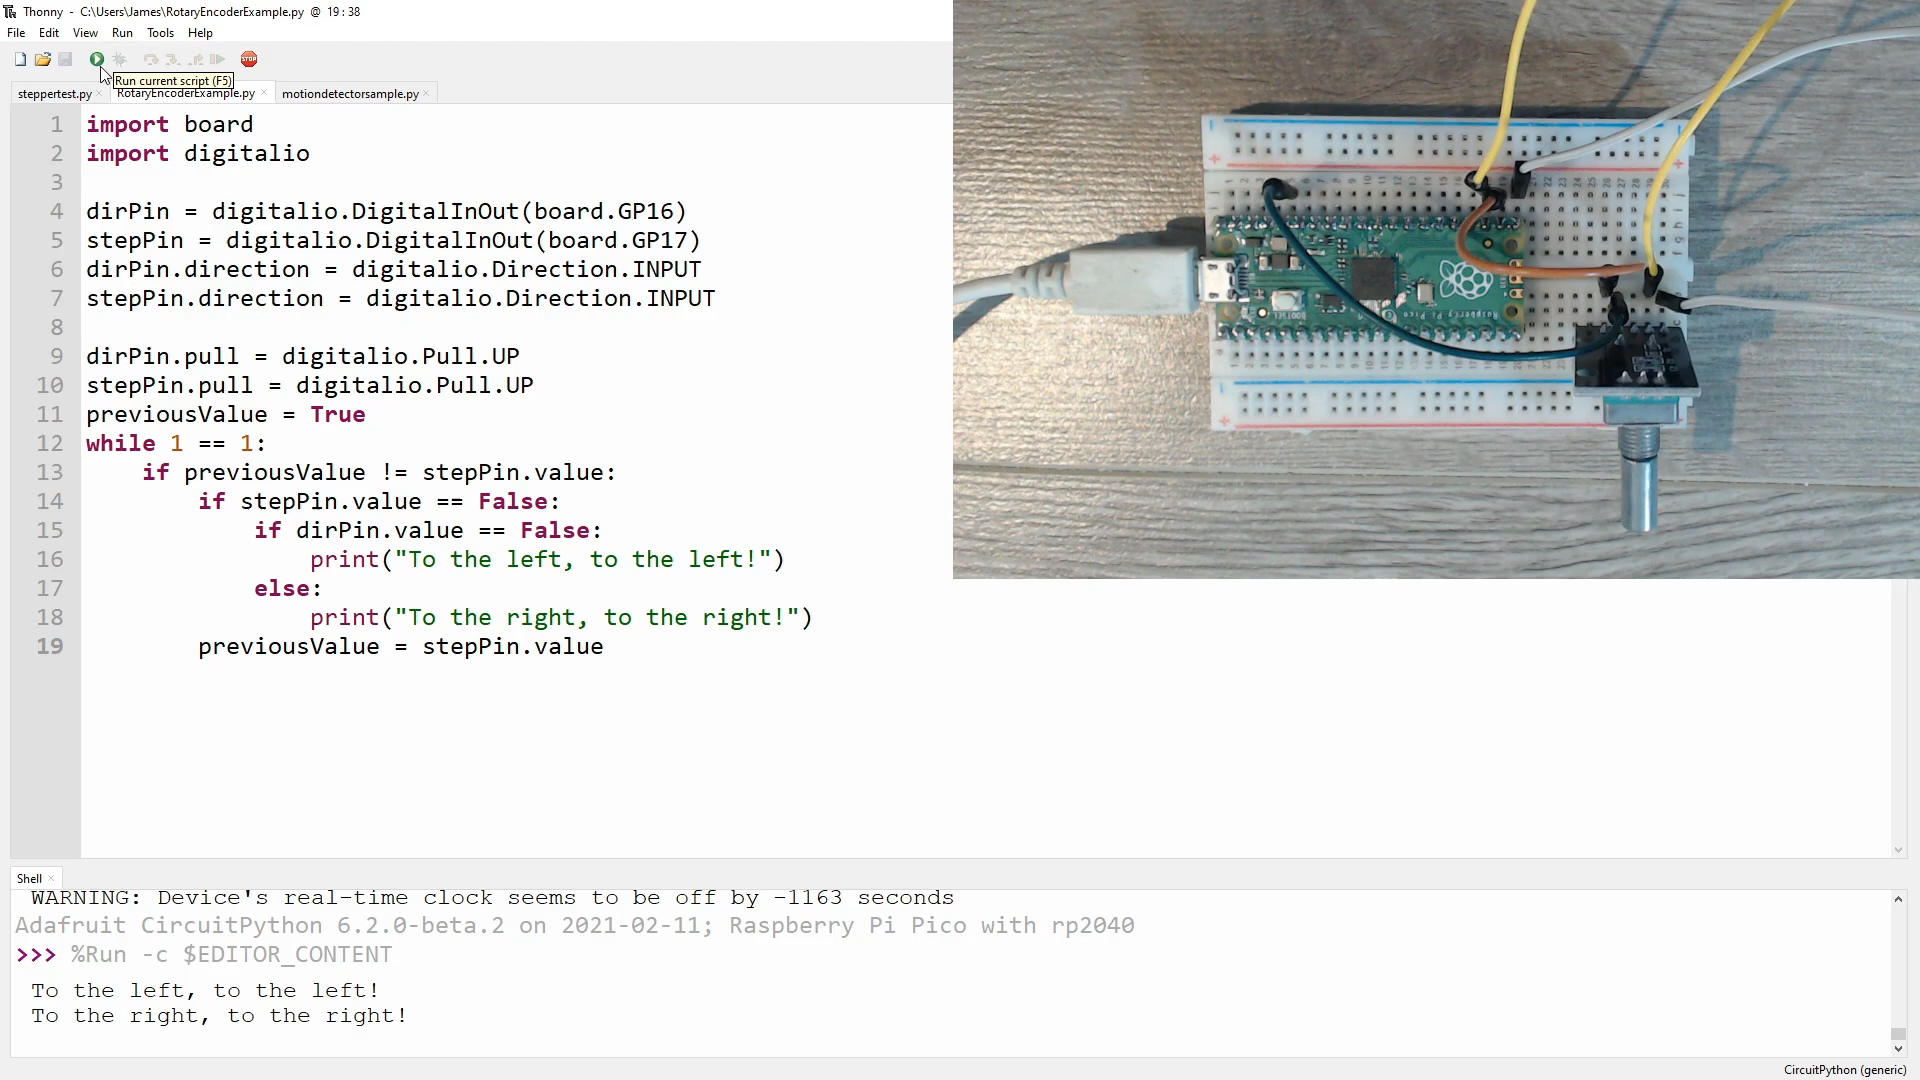 Thonny - C:\Users\James\RotaryEncoderExample.py @ 19:38
File Edit View Run Tools Help
STOP
Run current script (F5)
steppertest.py × RotaryEncoderExample.py × motiondetectorsample.py ×
1 import board
2 import digitalio
3
4 dirPin = digitalio.DigitalInOut(board.GP16)
5 stepPin = digitalio.DigitalInOut(board.GP17)
6 dirPin.direction = digitalio.Direction.INPUT
7 stepPin.direction = digitalio.Direction.INPUT
8
9 dirPin.pull = digitalio.Pull.UP
10 stepPin.pull = digitalio.Pull.UP
11 previousValue = True
12 while 1 == 1:
13     if previousValue != stepPin.value:
14         if stepPin.value == False:
15             if dirPin.value == False:
16                 print("To the left, to the left!")
17             else:
18                 print("To the right, to the right!")
19         previousValue = stepPin.value
Raspberry Pi Pico
BOOTSEL
Shell ×
WARNING: Device's real-time clock seems to be off by -1163 seconds
Adafruit CircuitPython 6.2.0-beta.2 on 2021-02-11; Raspberry Pi Pico with rp2040
>>> %Run -c $EDITOR_CONTENT
To the left, to the left!
To the right, to the right!
CircuitPython (generic)